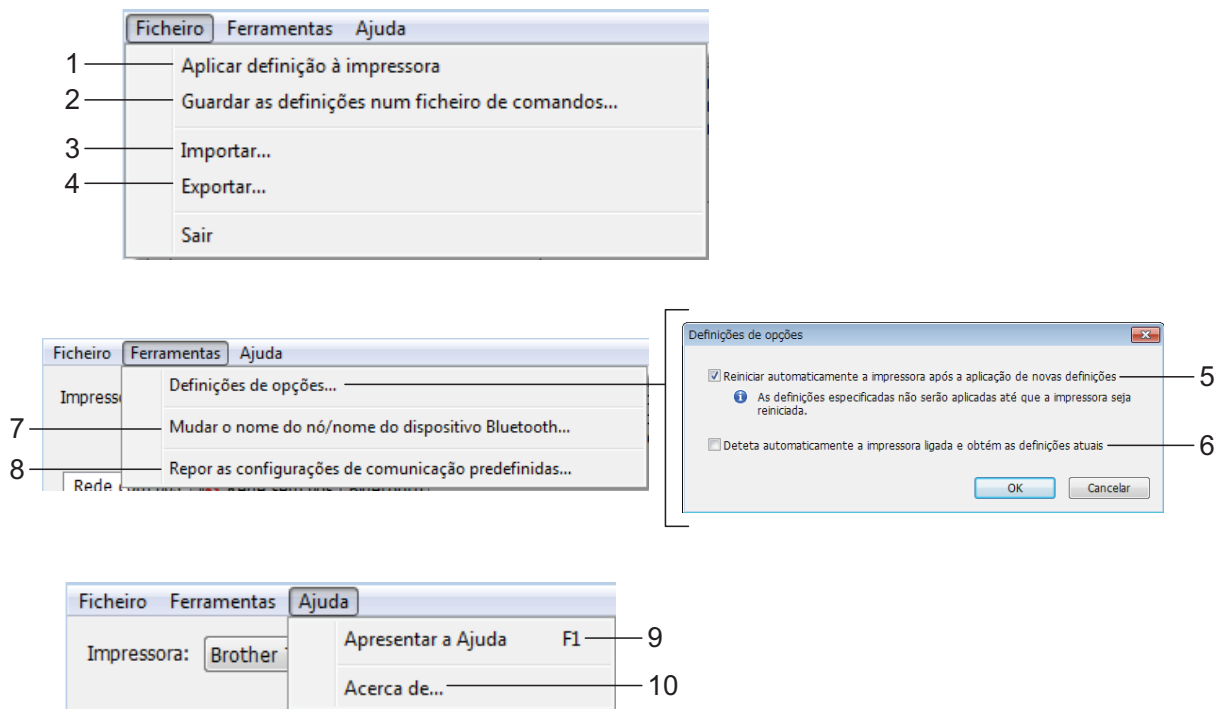 Ficheiro Ferramentas Ajuda
1 Aplicar definição à impressora
2 Guardar as definições num ficheiro de comandos...
3 Importar...
4 Exportar...
Sair
Ficheiro Ferramentas Ajuda
Impresso
Definições de opções...
7 Mudar o nome do nó/nome do dispositivo Bluetooth...
8 Repor as configurações de comunicação predefinidas...
Rede
Definições de opções
Reiniciar automaticamente a impressora após a aplicação de novas definições 5
As definições especificadas não serão aplicadas até que a impressora seja
reiniciada.
Deteta automaticamente a impressora ligada e obtém as definições atuais 6
OK Cancelar
Ficheiro Ferramentas Ajuda
Impressora: Brother
Apresentar a Ajuda F1 9
Acerca de... 10